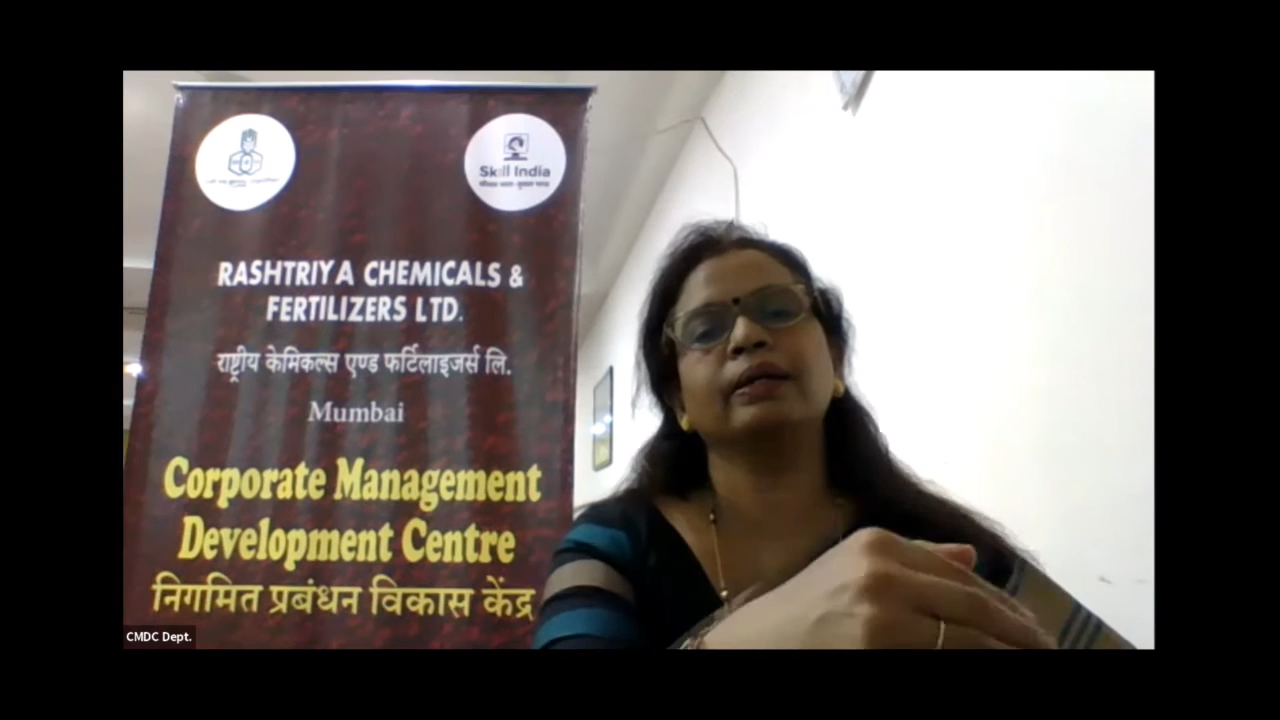 Skill India
RASHTRIYA CHEMICALS &
FERTILIZERS LTD.
राष्ट्रीय केमिकल्स एण्ड फर्टिलाइजर्स लि.
Mumbai
Corporate Management
Development Centre
निगमित प्रबंधन विकास केंद्र
CMDC Dept.